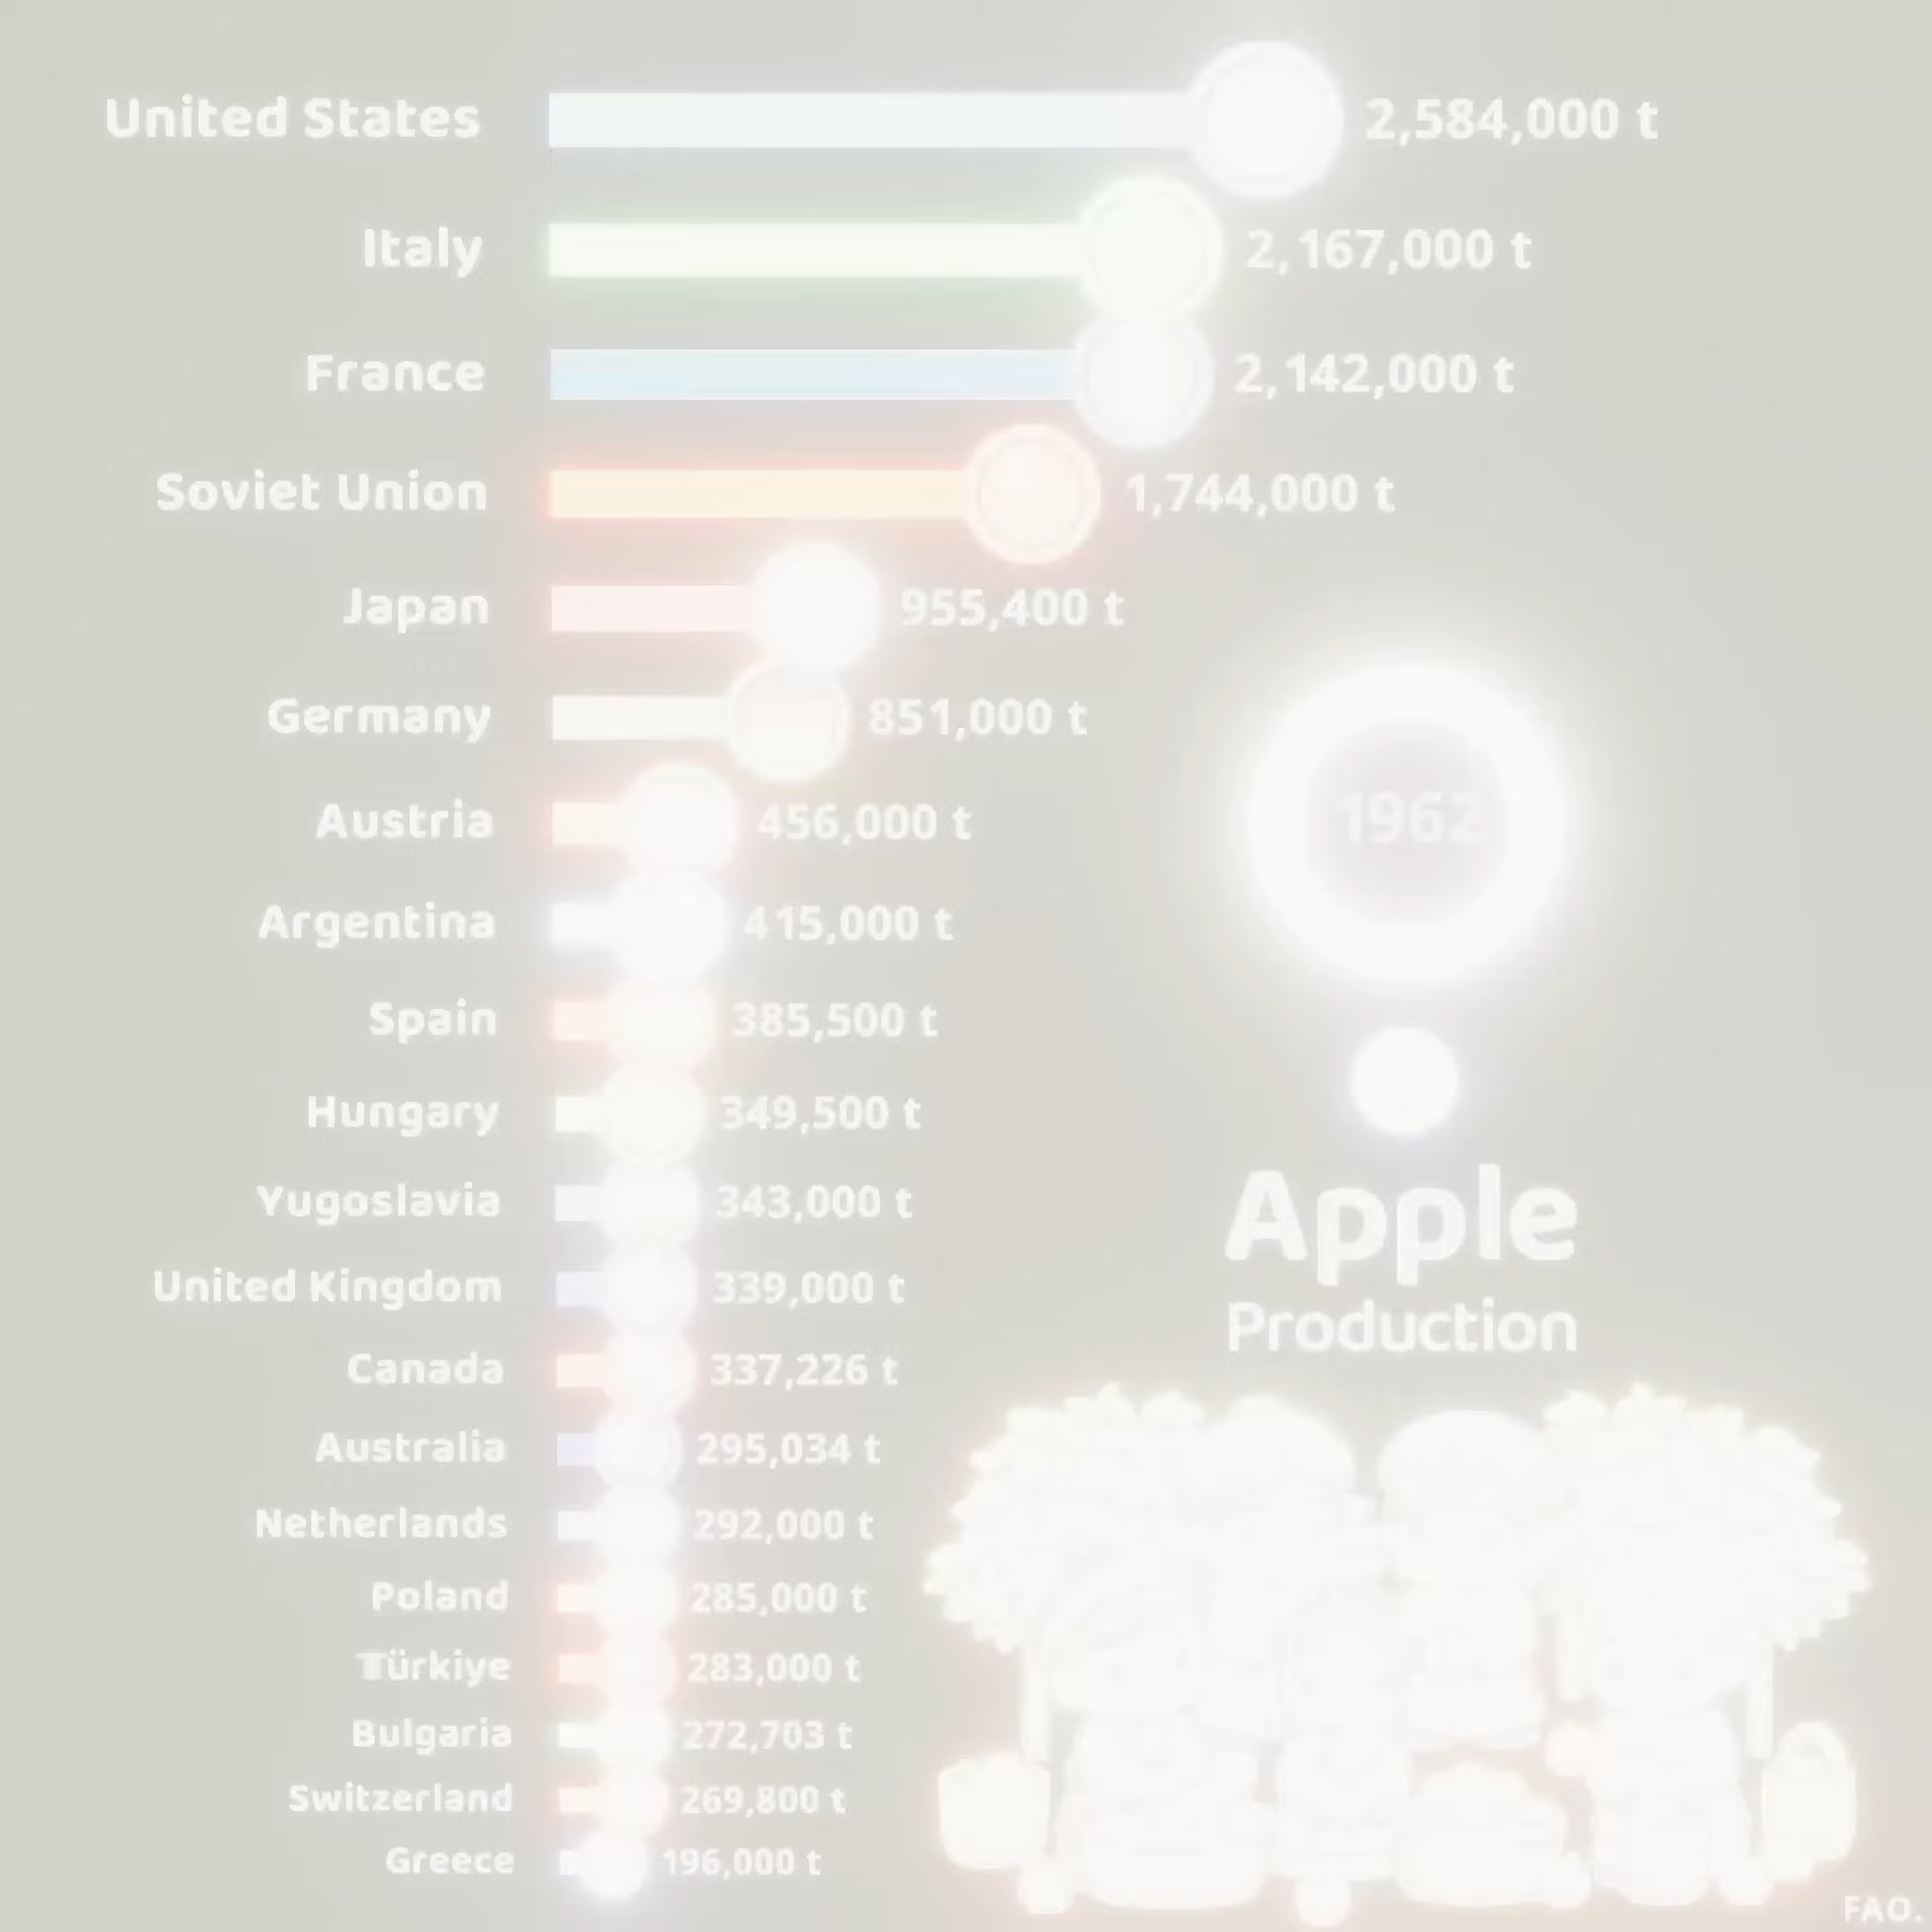 United States 2,584,000 t
Italy 2,167,000 t
France 2,142,000 t
Soviet Union 1,744,000 t
Japan 955,400 t
Germany 851,000 t
Austria 456,000 t
Argentina 415,000 t
Spain 385,500 t
Hungary 349,500 t
Yugoslavia 343,000 t
United Kingdom 339,000 t
Canada 337,226 t
Australia 295,034 t
Netherlands 292,000 t
Poland 285,000 t
Türkiye 283,000 t
Bulgaria 272,703 t
Switzerland 269,800 t
Greece 196,000 t
1962
Apple
Production
FAO.